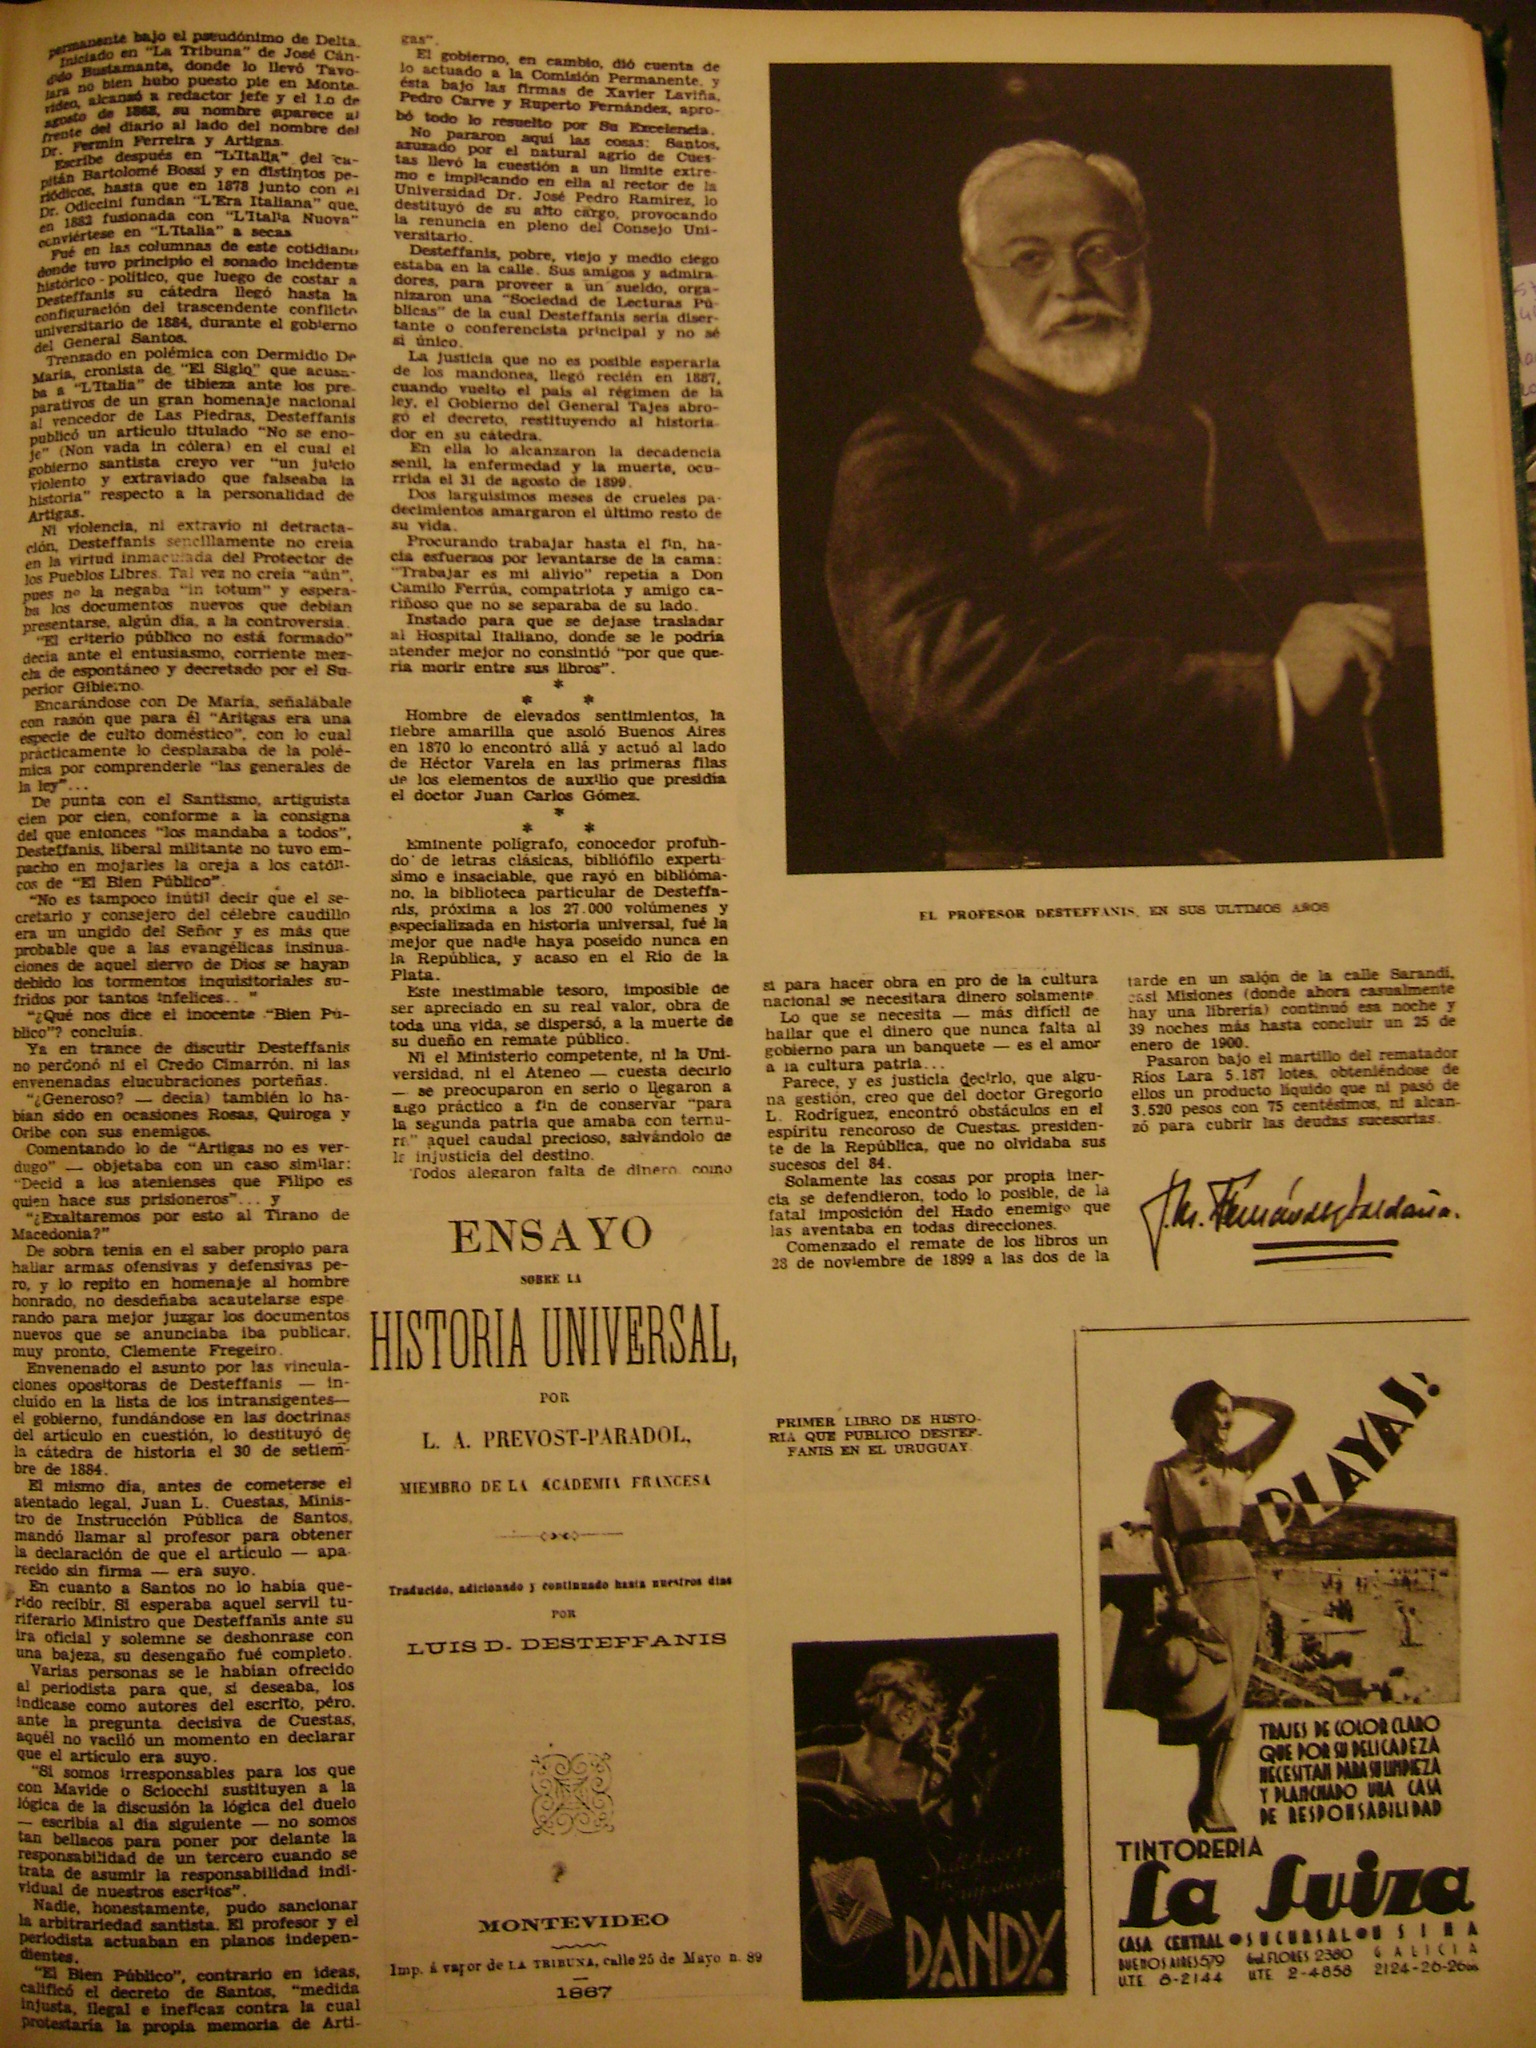 permanente bajo el pseudónimo de Delta.
Iniciado en "La Tribuna" de José Cán-
dido Bustamante, donde lo llevó Tavo-
lara no bien hubo puesto pie en Monte-
video, alcanzó a redactor jefe y el 1.o de
agosto de 1868, su nombre aparece al
frente del diario al lado del nombre del
Dr. Fermín Ferreira y Artigas.
Escribe después en "L'Italia" del ca-
pitán Bartolomé Bossi y en distintos pe-
riódicos, hasta que en 1878 junto con el
Dr. Odiccini fundan "L'Era Italiana" que,
en 1882 fusionada con "L'Italia Nuova"
conviértese en "L'Italia" a secas
Fué en las columnas de este cotidiano
donde tuvo principio el sonado incidente
histórico-político, que luego de costar a
Desteffanis su cátedra llegó hasta la
configuración del trascendente conflicto
universitario de 1884, durante el gobierno
del General Santos.
Trenzado en polémica con Dermidio De
María, cronista de "El Siglo" que acusa-
ba a "L'Italia" de tibieza ante los pre-
parativos de un gran homenaje nacional
al vencedor de Las Piedras, Desteffanis
publicó un artículo titulado "No se eno-
je" (Non vada in cólera) en el cual el
gobierno santista creyo ver "un juicio
violento y extraviado que falseaba la
historia" respecto a la personalidad de
Artigas.
Ni violencia, ni extravio ni detracta-
ción, Desteffanis sencillamente no creía
en la virtud inmaculada del Protector de
los Pueblos Libres. Tal vez no creía "aún",
pues no la negaba "in totum" y espera-
ba los documentos nuevos que debían
presentarse, algún día, a la controversia.
"El criterio público no está formado"
decía ante el entusiasmo, corriente mez-
cla de espontáneo y decretado por el Su-
perior Gibierno.
Encarándose con De María, señalábale
con razón que para él "Aritgas era una
especie de culto doméstico", con lo cual
prácticamente lo desplazaba de la polé-
mica por comprenderle "las generales de
la ley"...
De punta con el Santismo, artiguista
cien por cien, conforme a la consigna
del que entonces "los mandaba a todos",
Desteffanis, liberal militante no tuvo em-
pacho en mojarles la oreja a los católi-
cos de "El Bien Público".
"No es tampoco inútil decir que el se-
cretario y consejero del célebre caudillo
era un ungido del Señor y es más que
probable que a las evangélicas insinua-
ciones de aquel siervo de Dios se hayan
debido los tormentos inquisitoriales su-
fridos por tantos infelices.. "
"¿Qué nos dice el inocente "Bien Pú-
blico"? concluía.
Ya en trance de discutir Desteffanis
no perdonó ni el Credo Cimarrón, ni las
envenenadas elucubraciones porteñas.
"¿Generoso? — decía) también lo ha-
bían sido en ocasiones Rosas, Quiroga y
Oribe con sus enemigos.
Comentando lo de "Artigas no es ver-
dugo" — objetaba con un caso similar:
"Decid a los atenienses que Filipo es
quien hace sus prisioneros"... y
"¿Exaltaremos por esto al Tirano de
Macedonia?"
De sobra tenía en el saber propio para
hallar armas ofensivas y defensivas pe-
ro, y lo repito en homenaje al hombre
honrado, no desdeñaba acautelarse espe
rando para mejor juzgar los documentos
nuevos que se anunciaba iba publicar,
muy pronto, Clemente Fregeiro.
Envenenado el asunto por las vincula-
ciones opositoras de Desteffanis — in-
cluído en la lista de los intransigentes—
el gobierno, fundándose en las doctrinas
del artículo en cuestión, lo destituyó de
la cátedra de historia el 30 de setiem-
bre de 1884.
El mismo día, antes de cometerse el
atentado legal, Juan L. Cuestas, Minis-
tro de Instrucción Pública de Santos,
mandó llamar al profesor para obtener
la declaración de que el artículo — apa-
recido sin firma — era suyo.
En cuanto a Santos no lo había que-
rido recibir. Si esperaba aquel servil tu-
riferario Ministro que Desteffanis ante su
ira oficial y solemne se deshonrase con
una bajeza, su desengaño fué completo.
Varias personas se le habían ofrecido
al periodista para que, si deseaba, los
indicase como autores del escrito, péro,
ante la pregunta decisiva de Cuestas,
aquél no vaciló un momento en declarar
que el artículo era suyo.
"Si somos irresponsables para los que
con Mavide o Sciocchi sustituyen a la
lógica de la discusión la lógica del duelo
— escribía al día siguiente — no somos
tan bellacos para poner por delante la
responsabilidad de un tercero cuando se
trata de asumir la responsabilidad indi-
vidual de nuestros escritos".
Nadie, honestamente, pudo sancionar
la arbitrariedad santista. El profesor y el
periodista actuaban en planos indepen-
dientes.
"El Bien Público", contrario en ideas,
calificó el decreto de Santos, "medida
injusta, ilegal e ineficaz contra la cual
protestaría la propia memoria de Arti-
gas".
El gobierno, en cambio, dió cuenta de
lo actuado a la Comisión Permanente, y
ésta bajo las firmas de Xavier Laviña,
Pedro Carve y Ruperto Fernández, apro-
bó todo lo resuelto por Su Excelencia.
No pararon aquí las cosas: Santos,
azuzado por el natural agrio de Cues-
tas llevó la cuestión a un límite extre-
mo e implicando en ella al rector de la
Universidad Dr. José Pedro Ramírez, lo
destituyó de su alto cargo, provocando
la renuncia en pleno del Consejo Uni-
versitario.
Desteffanis, pobre, viejo y medio ciego
estaba en la calle. Sus amigos y admira-
dores, para proveer a un sueldo, orga-
nizaron una "Sociedad de Lecturas Pú-
blicas" de la cual Desteffanis sería diser-
tante o conferencista principal y no sé
si único.
La justicia que no es posible esperarla
de los mandones, llegó recién en 1887,
cuando vuelto el país al régimen de la
ley, el Gobierno del General Tajes abro-
gó el decreto, restituyendo al historia-
dor en su cátedra.
En ella lo alcanzaron la decadencia
senil, la enfermedad y la muerte, ocu-
rrida el 31 de agosto de 1899.
Dos larguísimos meses de crueles pa-
decimientos amargaron el último resto de
su vida.
Procurando trabajar hasta el fin, ha-
cía esfuerzos por levantarse de la cama:
"Trabajar es mi alivio" repetía a Don
Camilo Ferrúa, compatriota y amigo ca-
riñoso que no se separaba de su lado.
Instado para que se dejase trasladar
al Hospital Italiano, donde se le podría
atender mejor no consintió "por que que-
ría morir entre sus libros".
*
* *
Hombre de elevados sentimientos, la
fiebre amarilla que asoló Buenos Aires
en 1870 lo encontró allá y actuó al lado
de Héctor Varela en las primeras filas
de los elementos de auxilio que presidía
el doctor Juan Carlos Gómez.
*
* *
Eminente polígrafo, conocedor profun-
do de letras clásicas, bibliófilo expertí-
simo e insaciable, que rayó en biblióma-
no, la biblioteca particular de Desteffa-
nis, próxima a los 27.000 volúmenes y
especializada en historia universal, fué la
mejor que nadie haya poseído nunca en
la República, y acaso en el Río de la
Plata.
Este inestimable tesoro, imposible de
ser apreciado en su real valor, obra de
toda una vida, se dispersó, a la muerte de
su dueño en remate público.
Ni el Ministerio competente, ni la Uni-
versidad, ni el Ateneo — cuesta decirlo
— se preocuparon en serio o llegaron a
algo práctico a fin de conservar "para
la segunda patria que amaba con ternu-
ra" aquel caudal precioso, salvándolo de
la injusticia del destino.
Todos alegaron falta de dinero como
si para hacer obra en pro de la cultura
nacional se necesitara dinero solamente.
Lo que se necesita — más difícil de
hallar que el dinero que nunca falta al
gobierno para un banquete — es el amor
a la cultura patria...
Parece, y es justicia decirlo, que algu-
na gestión, creo que del doctor Gregorio
L. Rodríguez, encontró obstáculos en el
espíritu rencoroso de Cuestas, presiden-
te de la República, que no olvidaba sus
sucesos del 84.
Solamente las cosas por propia iner-
cia se defendieron, todo lo posible, de la
fatal imposición del Hado enemigo que
las aventaba en todas direcciones.
Comenzado el remate de los libros un
28 de noviembre de 1899 a las dos de la
tarde en un salón de la calle Sarandí,
casi Misiones (donde ahora casualmente
hay una librería) continuó esa noche y
39 noches más hasta concluir un 25 de
enero de 1900.
Pasaron bajo el martillo del rematador
Ríos Lara 5.187 lotes, obteniéndose de
ellos un producto líquido que ni pasó de
3.520 pesos con 75 centésimos, ni alcan-
zó para cubrir las deudas sucesorias.
J. M. Fernández Saldaña.
EL PROFESOR DESTEFFANIS, EN SUS ULTIMOS AÑOS
ENSAYO
SOBRE LA
HISTORIA UNIVERSAL,
POR
L. A. PREVOST-PARADOL,
MIEMBRO DE LA ACADEMIA FRANCESA
Traducido, adicionado y continuado hasta nuestros dias
POR
LUIS D. DESTEFFANIS
MONTEVIDEO
Imp. á vapor de LA TRIBUNA, calle 25 de Mayo n. 89
1867
PRIMER LIBRO DE HISTO-
RIA QUE PUBLICO DESTEF-
FANIS EN EL URUGUAY
DANDY.
PLAYAS!
TRAJES DE COLOR CLARO
QUE POR SU DELICADEZA
NECESITAN PARA SU LIMPIEZA
Y PLANCHADO UNA CASA
DE RESPONSABILIDAD
TINTORERIA
La Suiza
CASA CENTRAL • SUCURSAL • USINA
BUENOS AIRES 579 Gal. FLORES 2380 GALICIA
UTE. 8-2144 UTE. 2-4858 2124-26-26